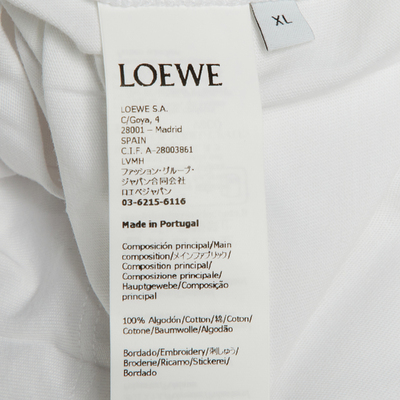 XL
LOEWE
LOEWE S.A.
C/Goya, 4
28001 – Madrid
SPAIN
C.I.F. A-28003861
LVMH
ファッション・グループ・
ジャパン合同会社
ロエベジャパン
03-6215-6116
Made in Portugal
Composición principal/Main
composition/メインファブリック/
Composition principal/
Composizione principale/
Hauptgewebe/Composição
principal
100% Algodón/Cotton/綿/Coton/
Cotone/Baumwolle/Algodão
Bordado/Embroidery/刺しゅう/
Broderie/Ricamo/Stickerei/
Bordado